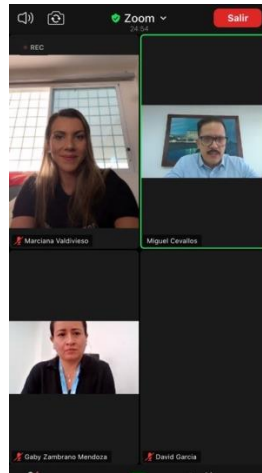 Zoom
24:54
Salir
REC
Marciana Valdivieso
Miguel Cevallos
Gaby Zambrano Mendoza
David Garcia